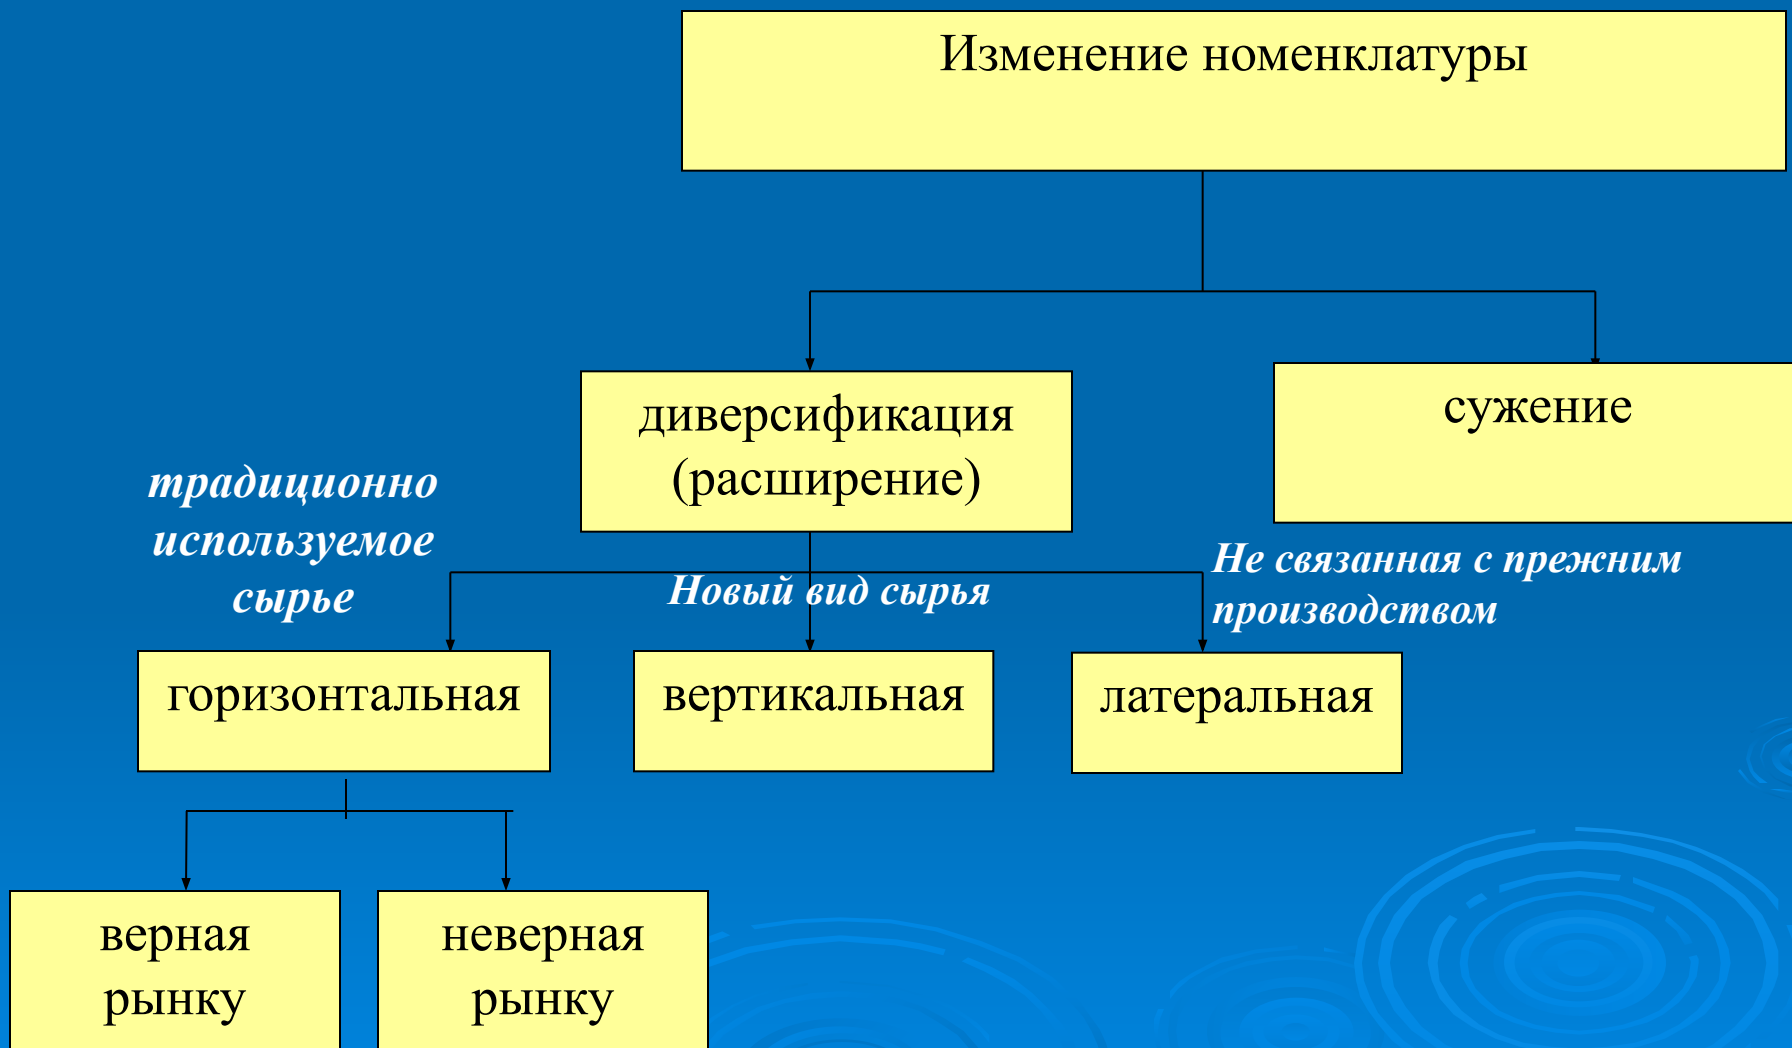 Изменение номенклатуры
диверсификация
(расширение)
сужение
традиционно
используемое
сырье
Новый вид сырья
Не связанная с прежним
производством
горизонтальная
вертикальная
латеральная
верная
рынку
неверная
рынку